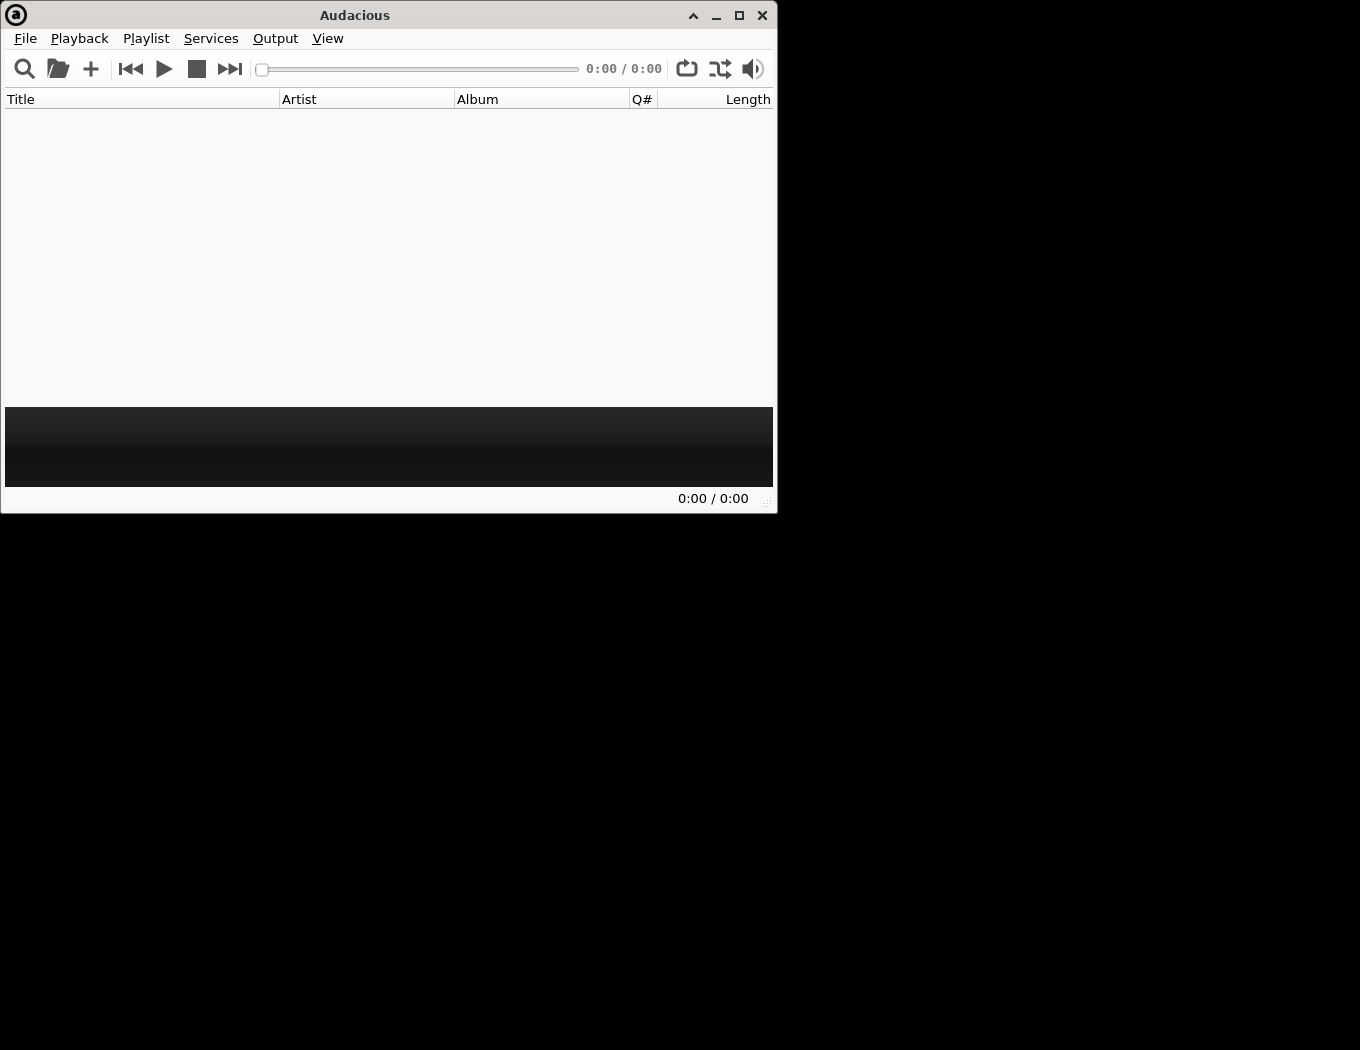 Audacious
File Playback Playlist Services Output View
0:00 / 0:00
Title Artist Album Q# Length
0:00 / 0:00